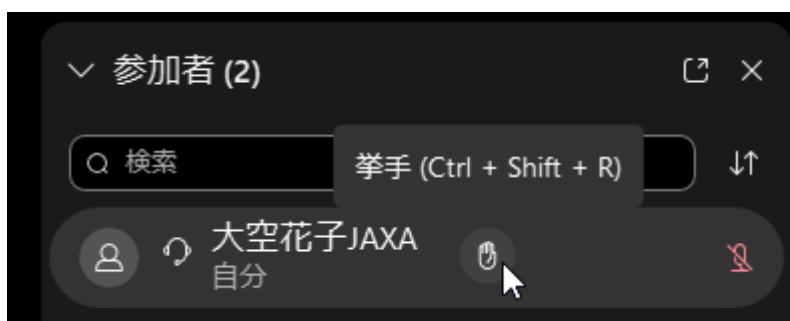 参加者 (2)
検索
挙手 (Ctrl + Shift + R)
大空花子JAXA
自分